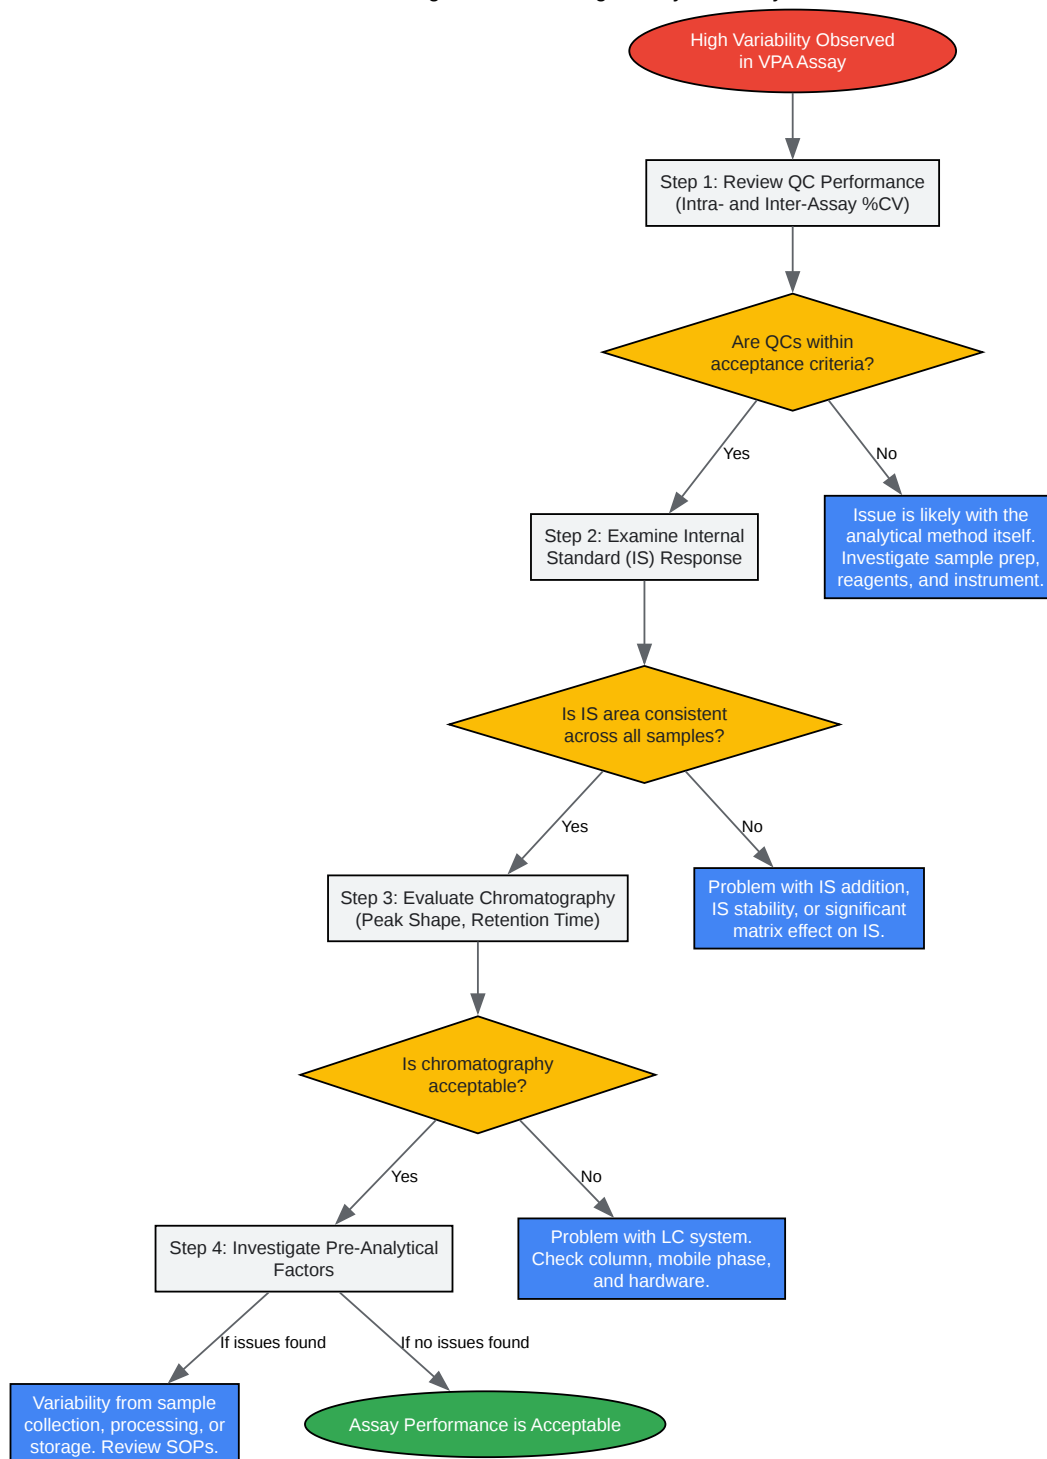 High Variability Observed
in VPA Assay
Step 1: Review QC Performance
(Intra- and Inter-Assay %CV)
Are QCs within
acceptance criteria?
Yes
No
Step 2: Examine Internal
Standard (IS) Response
Issue is likely with the
analytical method itself.
Investigate sample prep,
reagents, and instrument.
Is IS area consistent
across all samples?
Yes
No
Step 3: Evaluate Chromatography
(Peak Shape, Retention Time)
Problem with IS addition,
IS stability, or significant
matrix effect on IS.
Is chromatography
acceptable?
Yes
No
Step 4: Investigate Pre-Analytical
Factors
Problem with LC system.
Check column, mobile phase,
and hardware.
If issues found
If no issues found
Variability from sample
collection, processing, or
storage. Review SOPs.
Assay Performance is Acceptable